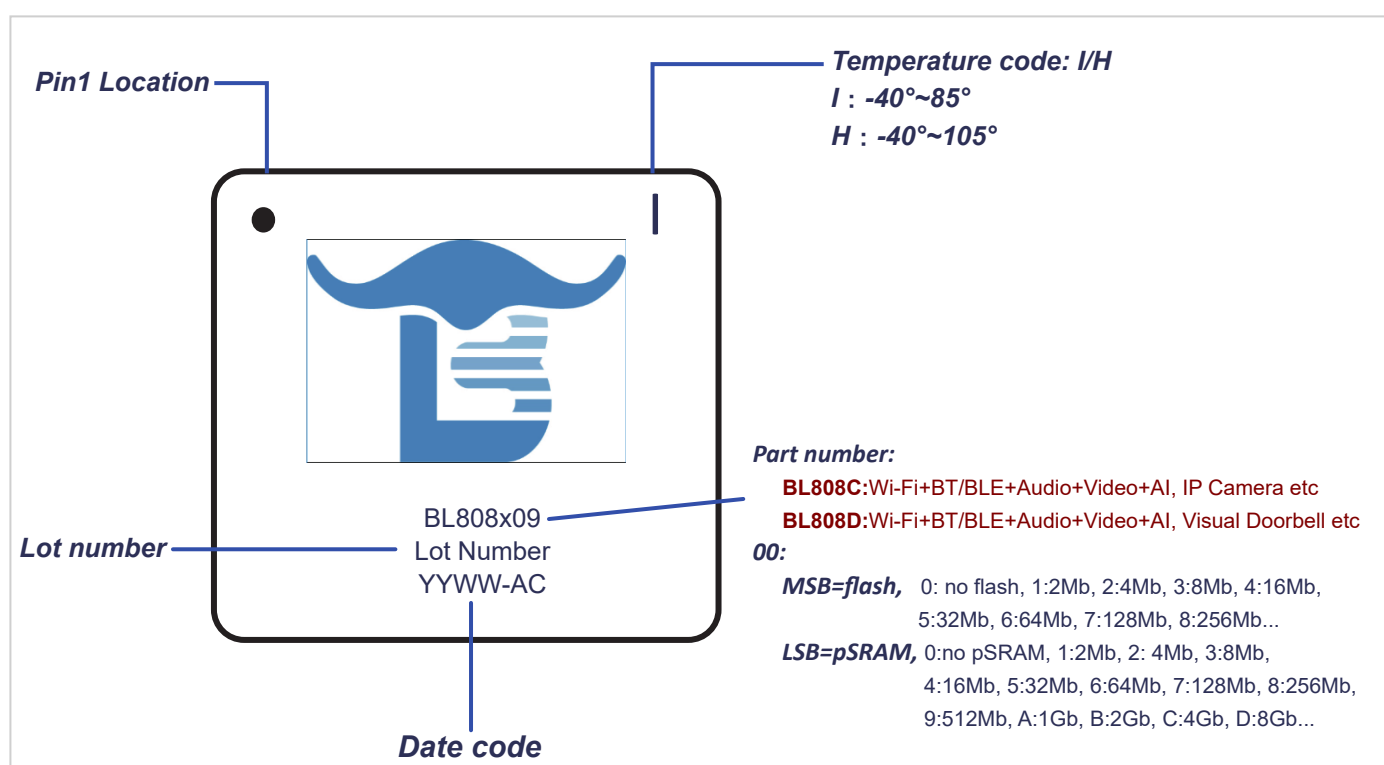 Pin1 Location
Temperature code: I/H
I : -40°~85°
H : -40°~105°
I
BL808x09
Lot Number
YYWW-AC
Lot number
Date code
Part number:
BL808C:Wi-Fi+BT/BLE+Audio+Video+AI, IP Camera etc
BL808D:Wi-Fi+BT/BLE+Audio+Video+AI, Visual Doorbell etc
00:
MSB=flash, 0: no flash, 1:2Mb, 2:4Mb, 3:8Mb, 4:16Mb,
5:32Mb, 6:64Mb, 7:128Mb, 8:256Mb...
LSB=pSRAM, 0:no pSRAM, 1:2Mb, 2: 4Mb, 3:8Mb,
4:16Mb, 5:32Mb, 6:64Mb, 7:128Mb, 8:256Mb,
9:512Mb, A:1Gb, B:2Gb, C:4Gb, D:8Gb...